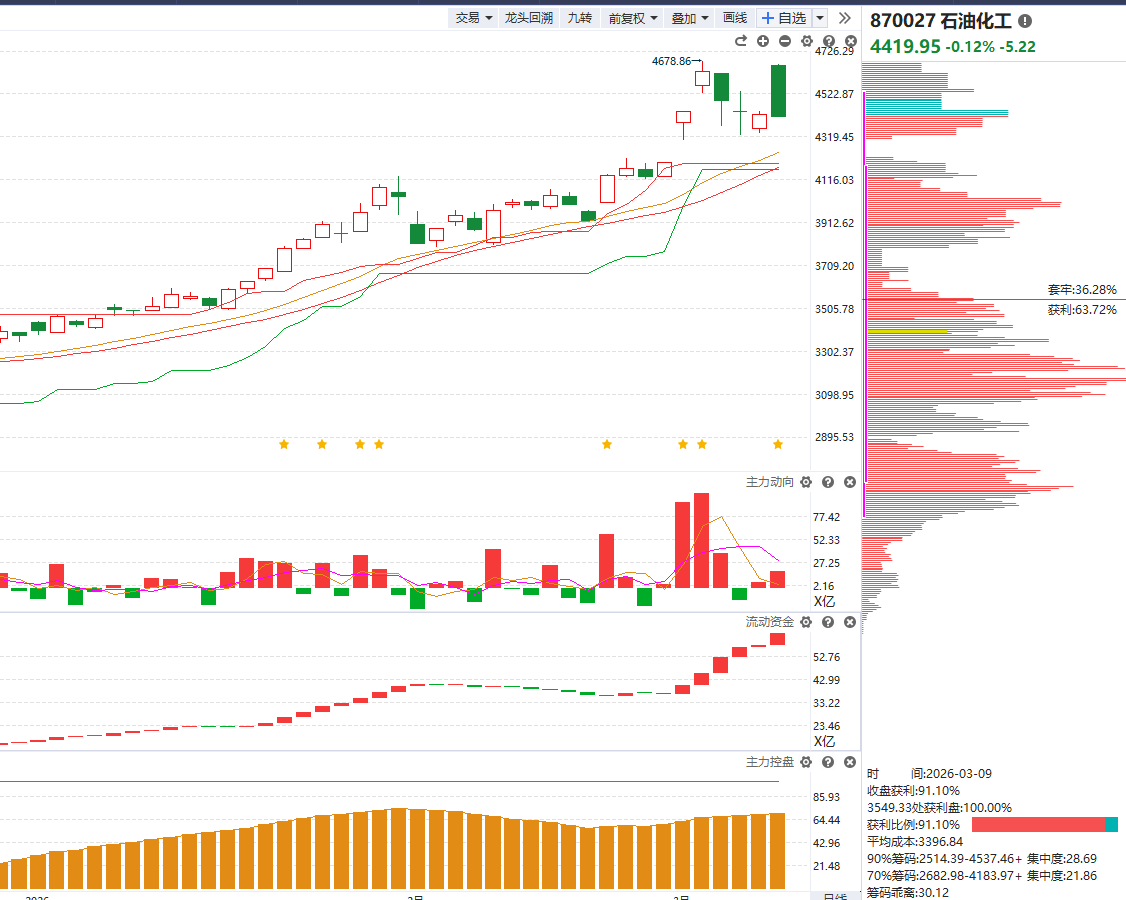 交易 龙头回溯 九转 前复权 叠加 画线 + 自选
870027 石油化工
4419.95 -0.12% -5.22
4726.29
4678.86→
4522.87
4319.45
4116.03
3912.62
3709.20
3505.78
3302.37
3098.95
2895.53
套牢:36.28%
获利:63.72%
主力动向
77.42
52.33
27.25
2.16
X亿
流动资金
52.76
42.99
33.22
23.46
X亿
主力控盘
85.93
64.44
42.96
21.48
2026 2月 3月 日线
时 间:2026-03-09
收盘获利:91.10%
3549.33处获利盘:100.00%
获利比例:91.10%
平均成本:3396.84
90%筹码:2514.39-4537.46+ 集中度:28.69
70%筹码:2682.98-4183.97+ 集中度:21.86
筹码乖离:30.12